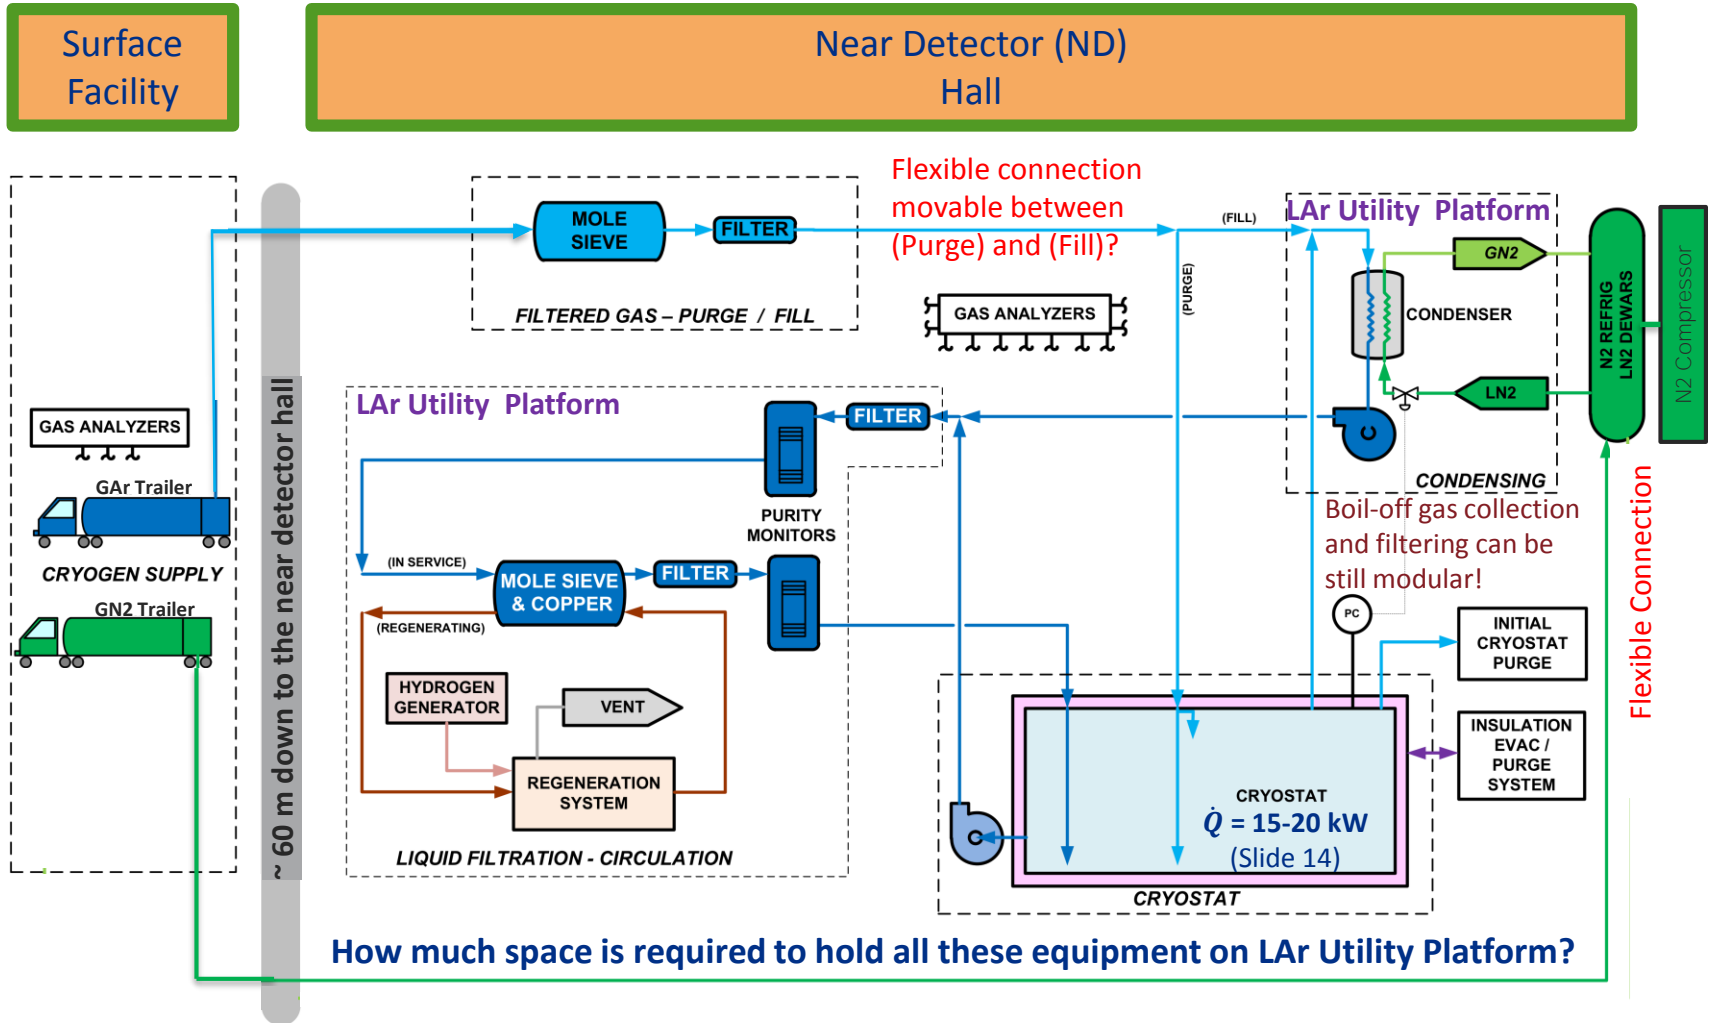 Surface
Facility
Near Detector (ND)
Hall
Flexible connection
movable between
(Purge) and (Fill)?
MOLE
SIEVE
FILTER
FILTERED GAS – PURGE / FILL
(FILL)
(PURGE)
LAr Utility Platform
GN2
CONDENSER
LN2
CONDENSING
N2 REFRIG
LN2 DEWARS
N2 Compressor
GAS ANALYZERS
GAS ANALYZERS
GAr Trailer
CRYOGEN SUPPLY
GN2 Trailer
~ 60 m down to the near detector hall
LAr Utility Platform
FILTER
PURITY
MONITORS
(IN SERVICE)
MOLE SIEVE
& COPPER
FILTER
(REGENERATING)
HYDROGEN
GENERATOR
VENT
REGENERATION
SYSTEM
LIQUID FILTRATION - CIRCULATION
Boil-off gas collection
and filtering can be
still modular!
PC
INITIAL
CRYOSTAT
PURGE
INSULATION
EVAC /
PURGE
SYSTEM
Flexible Connection
CRYOSTAT
Q̇ = 15-20 kW
(Slide 14)
CRYOSTAT
How much space is required to hold all these equipment on LAr Utility Platform?